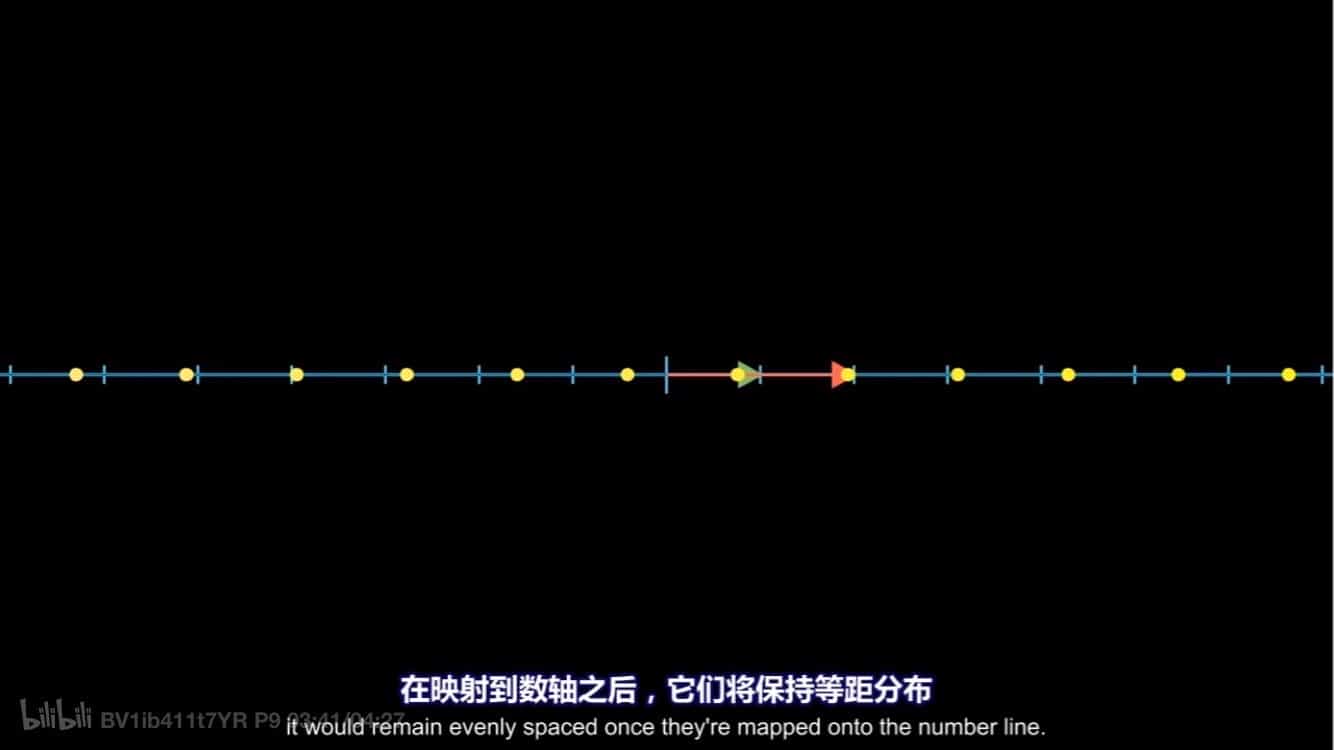 在映射到数轴之后，它们将保持等距分布
bilibili BV1ib411t7YR P9 03:41/04:27
it would remain evenly spaced once they're mapped onto the number line.